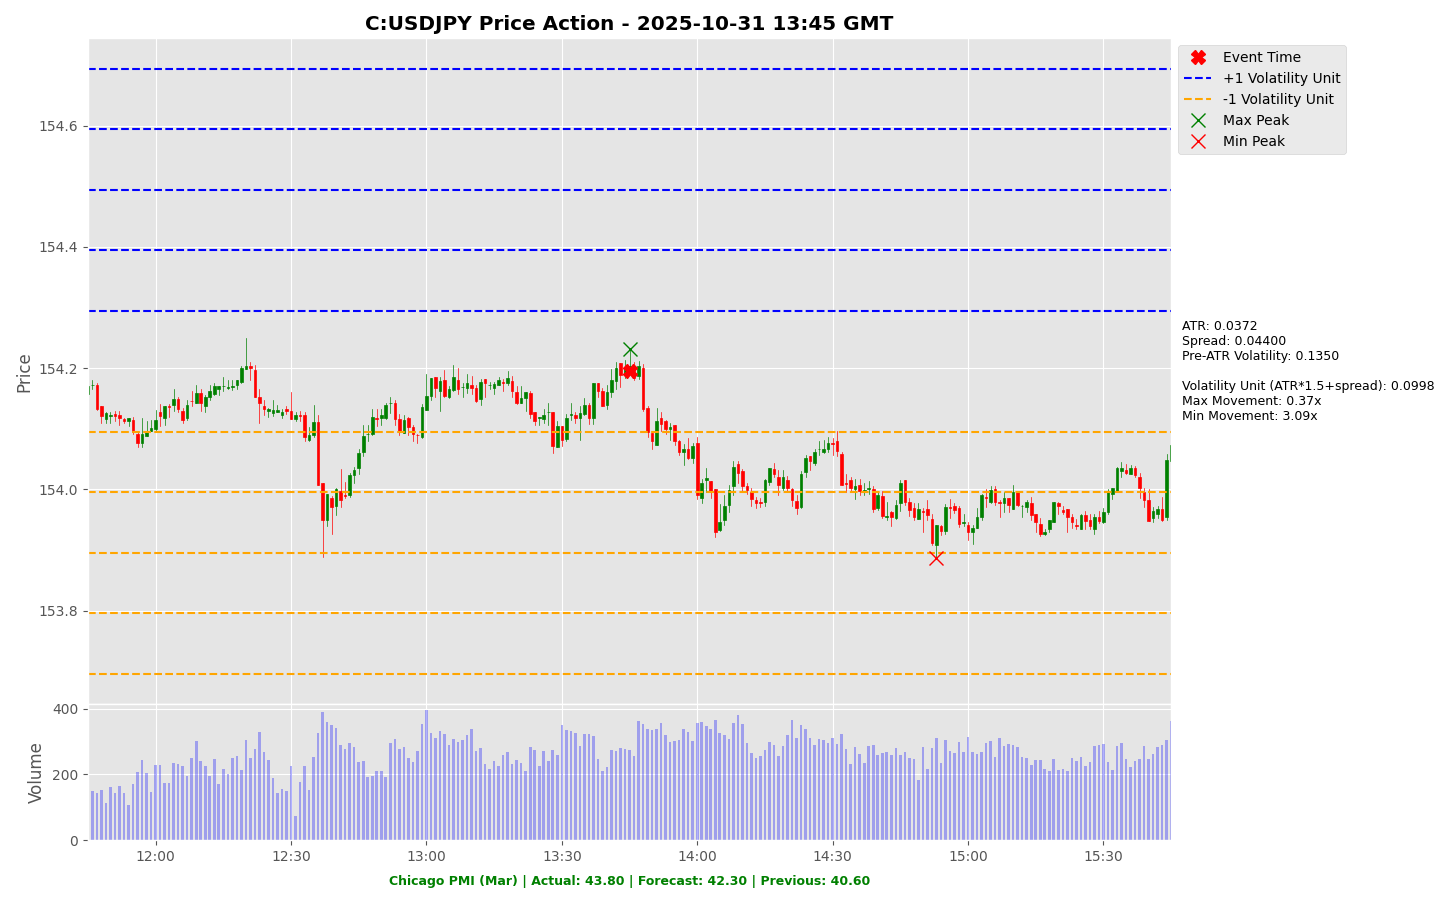 C:USDJPY Price Action - 2025-10-31 13:45 GMT
Event Time
+1 Volatility Unit
-1 Volatility Unit
Max Peak
Min Peak
Price
154.6
154.4
154.2
154.0
153.8
ATR: 0.0372
Spread: 0.04400
Pre-ATR Volatility: 0.1350
Volatility Unit (ATR*1.5+spread): 0.0998
Max Movement: 0.37x
Min Movement: 3.09x
Volume
400
200
0
12:00 12:30 13:00 13:30 14:00 14:30 15:00 15:30
Chicago PMI (Mar) | Actual: 43.80 | Forecast: 42.30 | Previous: 40.60